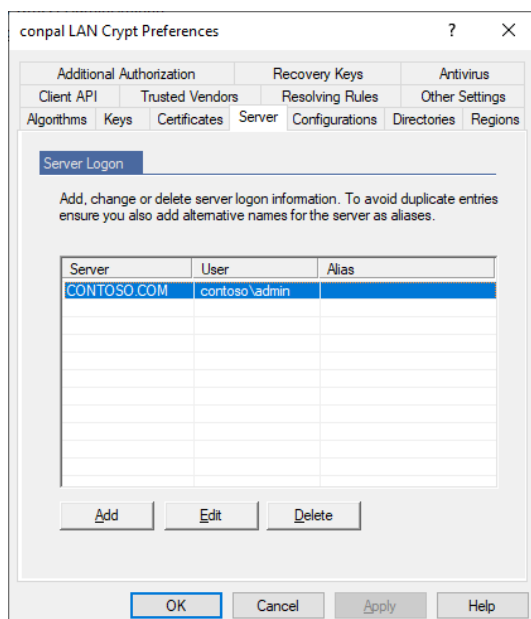 conpal LAN Crypt Preferences ?
Additional Authorization Recovery Keys Antivirus
Client API Trusted Vendors Resolving Rules Other Settings
Algorithms Keys Certificates Server Configurations Directories Regions
Server Logon
Add, change or delete server logon information. To avoid duplicate entries
ensure you also add alternative names for the server as aliases.
Server User Alias
CONTOSO.COM contoso\admin
Add Edit Delete
OK Cancel Apply Help